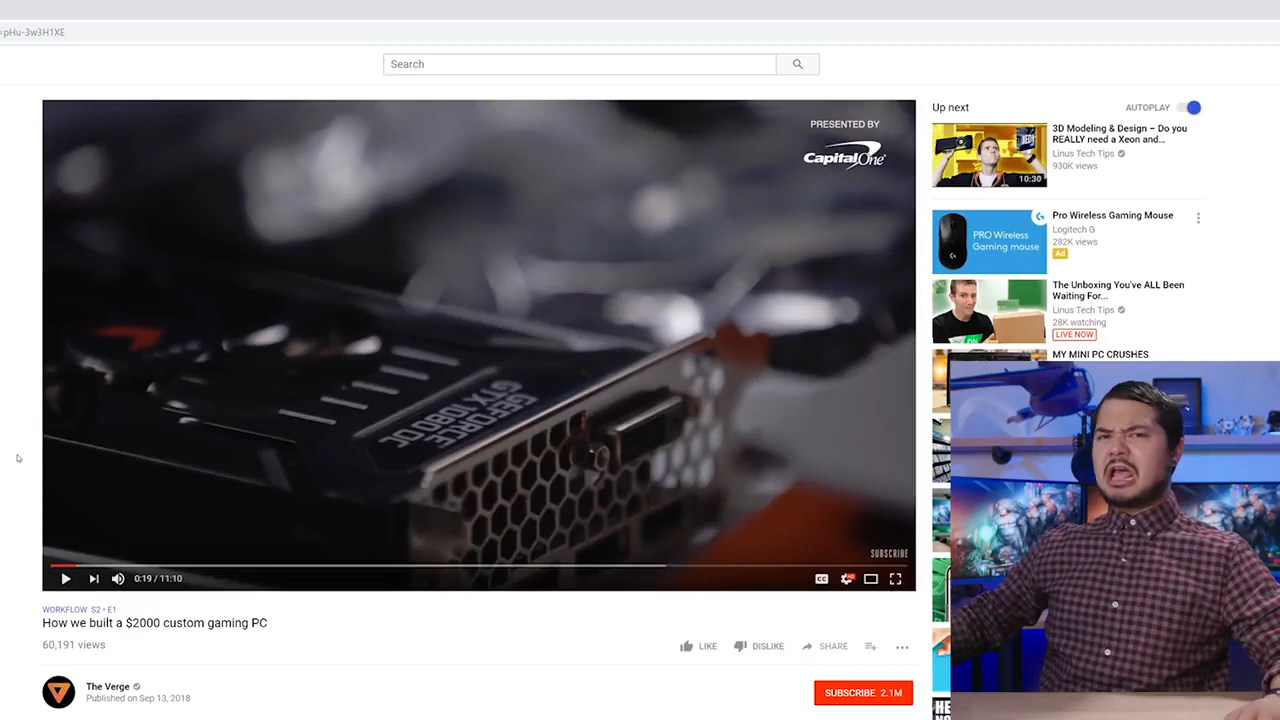 =pHu-3w3H1XE
Search
PRESENTED BY
CapitalOne
GEFORCE
GTX 1080
SUBSCRIBE
0:19 / 11:10
CC
WORKFLOW S2 • E1
How we built a $2000 custom gaming PC
60,191 views
LIKE
DISLIKE
SHARE
The Verge
Published on Sep 13, 2018
SUBSCRIBE 2.1M
Up next
AUTOPLAY
10:30
3D Modeling & Design – Do you
REALLY need a Xeon and...
Linus Tech Tips
930K views
PRO Wireless
Gaming mouse
Pro Wireless Gaming Mouse
Logitech G
282K views
Ad
The Unboxing You've ALL Been
Waiting For...
Linus Tech Tips
28K watching
LIVE NOW
MY MINI PC CRUSHES